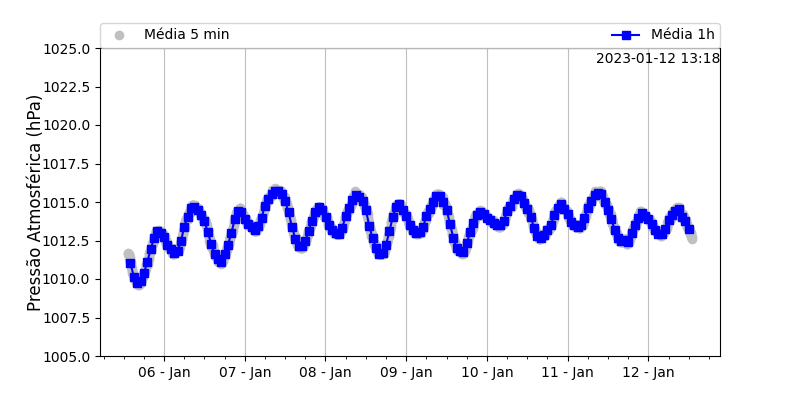 Média 5 min
Média 1h
2023-01-12 13:18
Pressão Atmosférica (hPa)
1025.0
1022.5
1020.0
1017.5
1015.0
1012.5
1010.0
1007.5
1005.0
06 - Jan
07 - Jan
08 - Jan
09 - Jan
10 - Jan
11 - Jan
12 - Jan